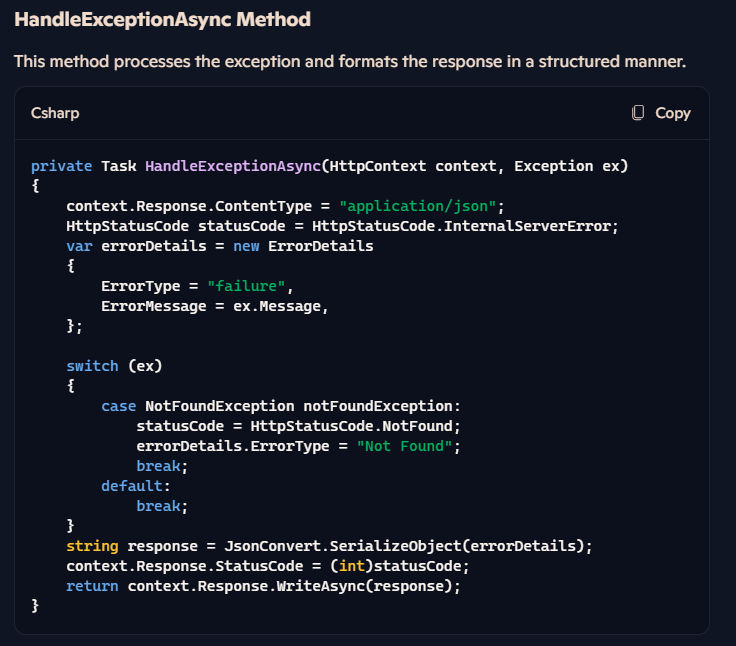 HandleExceptionAsync Method
This method processes the exception and formats the response in a structured manner.
Csharp
Copy
private Task HandleExceptionAsync(HttpContext context, Exception ex)
{
    context.Response.ContentType = "application/json";
    HttpStatusCode statusCode = HttpStatusCode.InternalServerError;
    var errorDetails = new ErrorDetails
    {
        ErrorType = "failure",
        ErrorMessage = ex.Message,
    };

    switch (ex)
    {
        case NotFoundException notFoundException:
            statusCode = HttpStatusCode.NotFound;
            errorDetails.ErrorType = "Not Found";
            break;
        default:
            break;
    }
    string response = JsonConvert.SerializeObject(errorDetails);
    context.Response.StatusCode = (int)statusCode;
    return context.Response.WriteAsync(response);
}